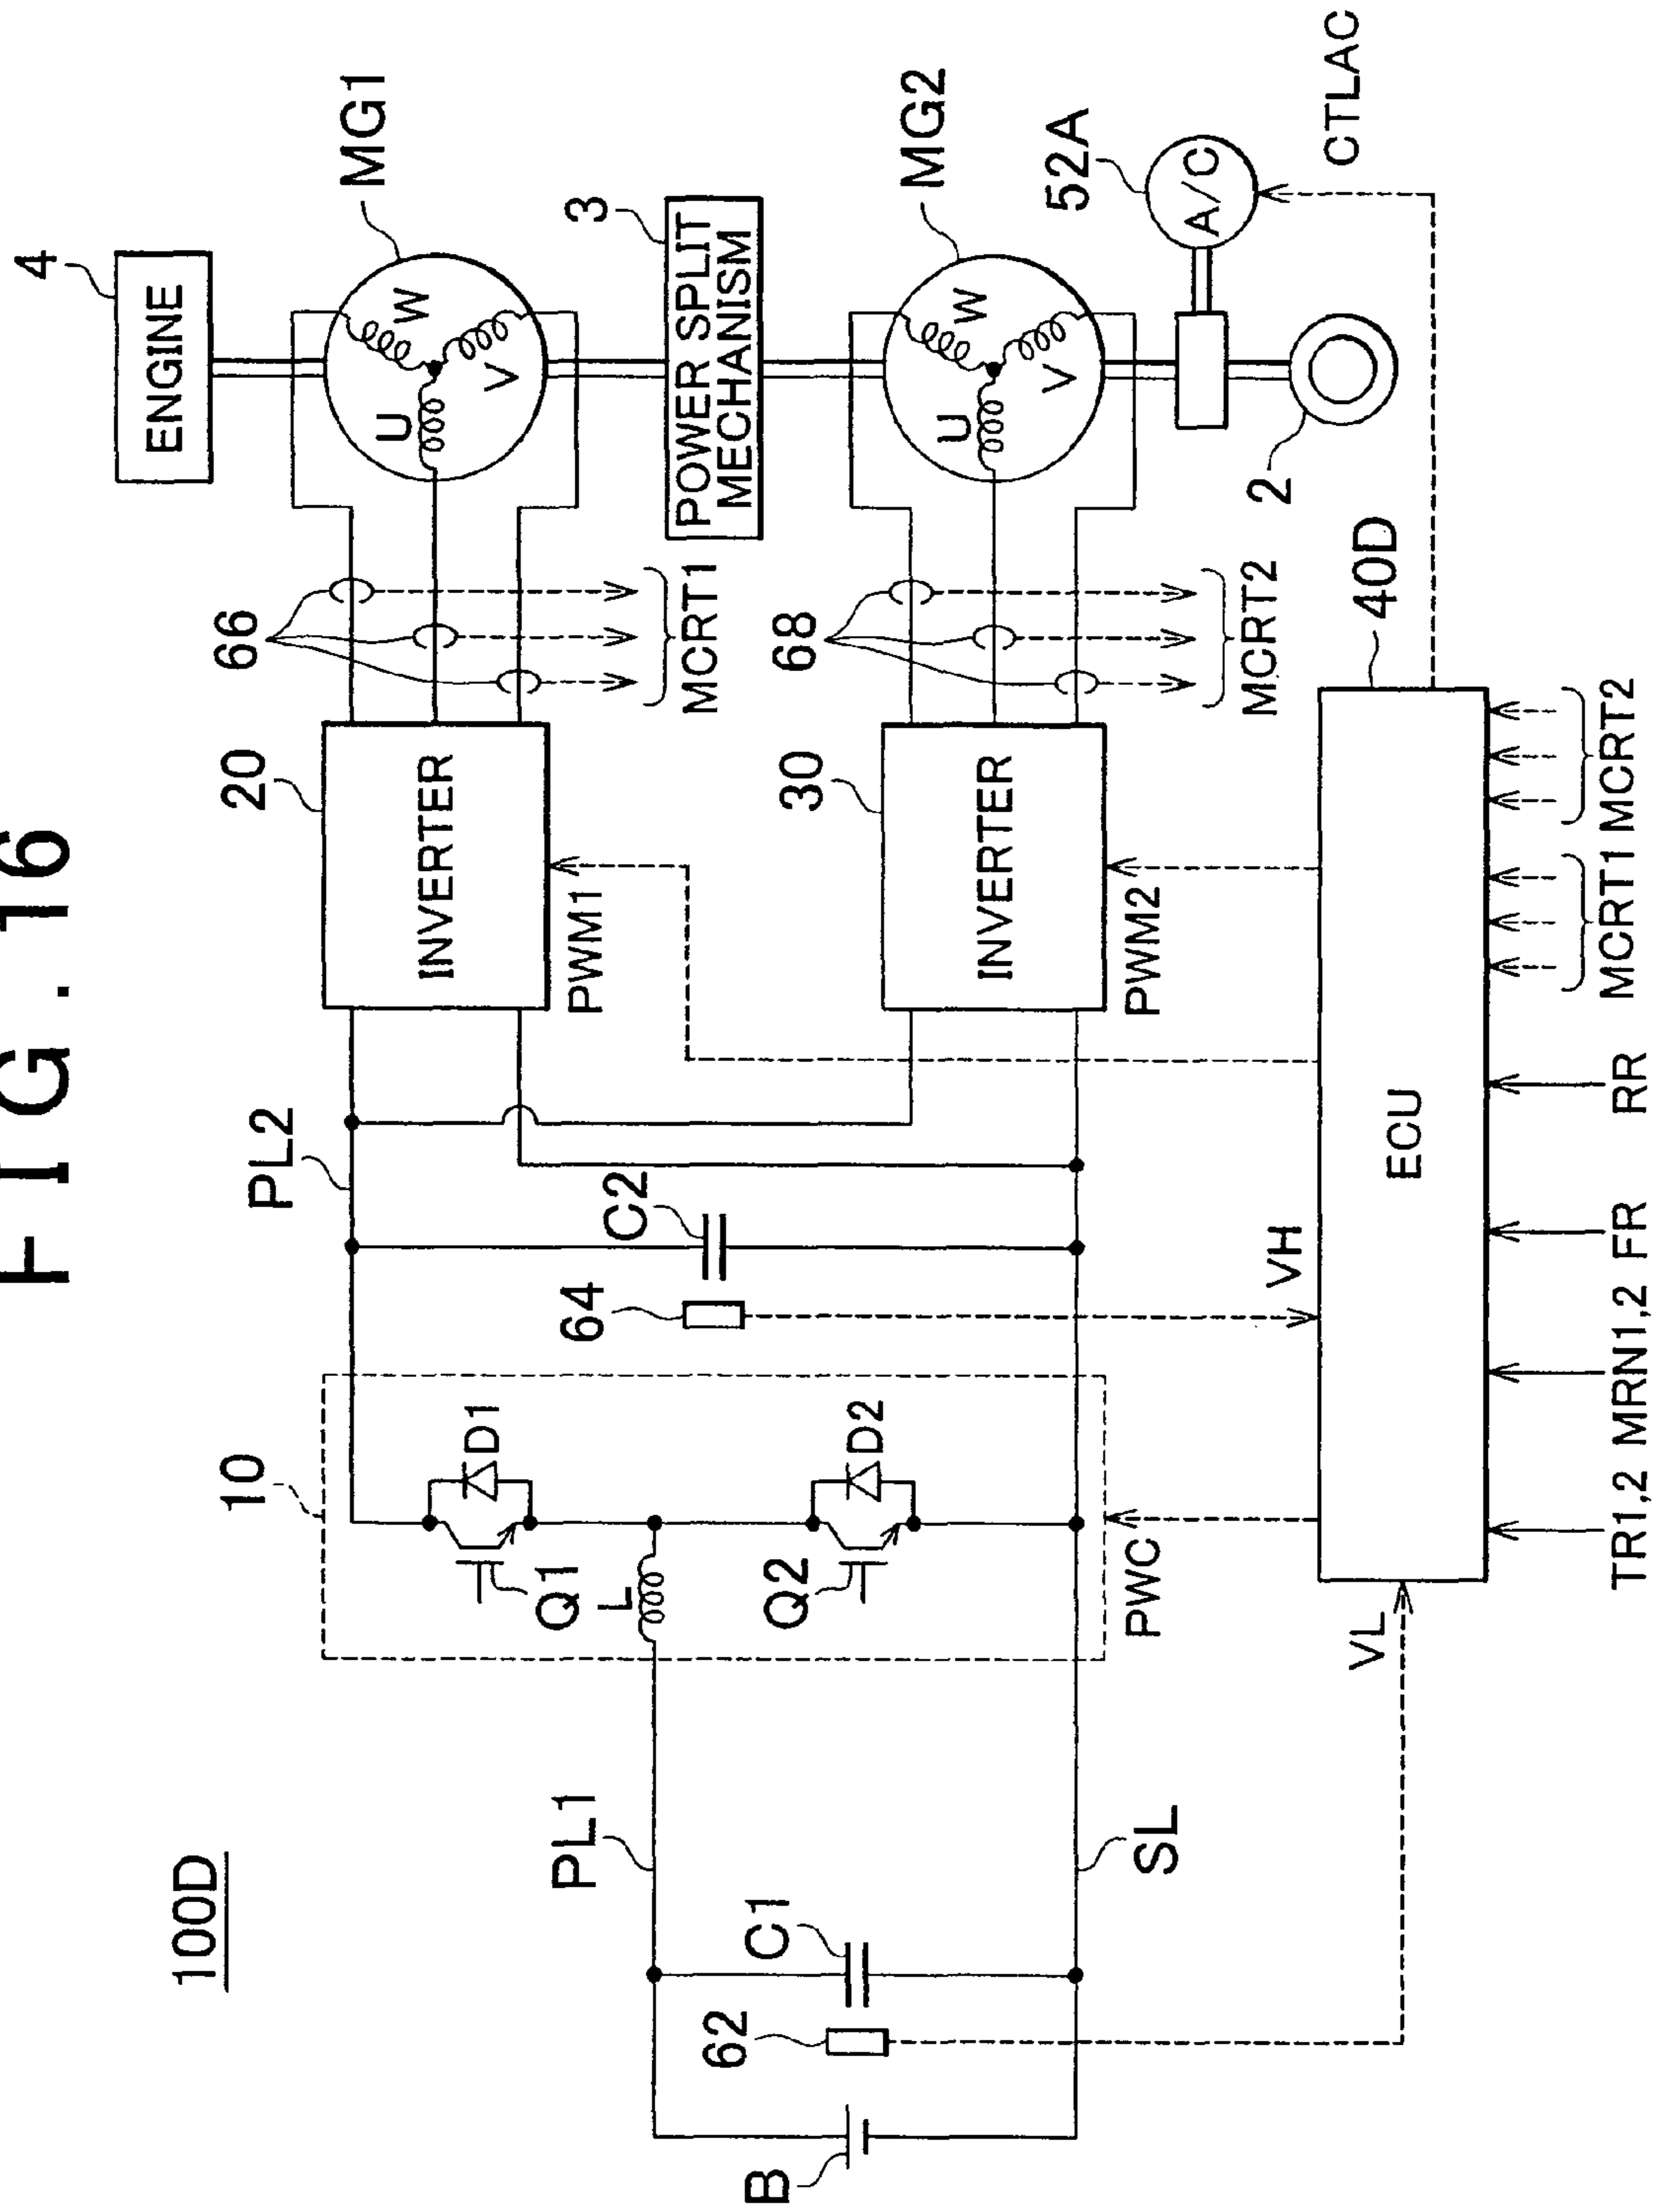 FIG. 16
100D
4
ENGINE
MG1
W
U
V
3
POWER SPLIT
MECHANISM
MG2
W
U
V
52A
A/C
CTLAC
2
66
MCRT1
68
MCRT2
20
INVERTER
PWM1
30
INVERTER
PWM2
PL2
C2
64
VH
10
D1
Q1
L
D2
Q2
PWC
PL1
SL
C1
62
B
VL
40D
ECU
TR1,2 MRN1,2 FR RR MCRT1 MCRT2